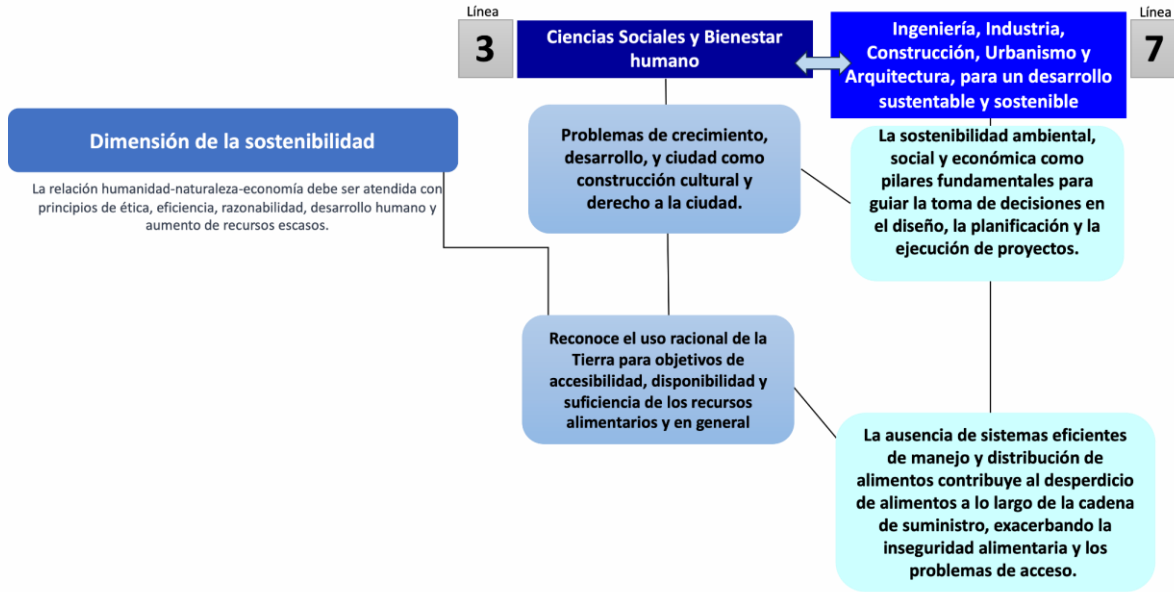 Línea
3
Ciencias Sociales y Bienestar
humano
Ingeniería, Industria,
Construcción, Urbanismo y
Arquitectura, para un desarrollo
sustentable y sostenible
Línea
7
Dimensión de la sostenibilidad
La relación humanidad-naturaleza-economía debe ser atendida con
principios de ética, eficiencia, razonabilidad, desarrollo humano y
aumento de recursos escasos.
Problemas de crecimiento,
desarrollo, y ciudad como
construcción cultural y
derecho a la ciudad.
La sostenibilidad ambiental,
social y económica como
pilares fundamentales para
guiar la toma de decisiones en
el diseño, la planificación y la
ejecución de proyectos.
Reconoce el uso racional de la
Tierra para objetivos de
accesibilidad, disponibilidad y
suficiencia de los recursos
alimentarios y en general
La ausencia de sistemas eficientes
de manejo y distribución de
alimentos contribuye al desperdicio
de alimentos a lo largo de la cadena
de suministro, exacerbando la
inseguridad alimentaria y los
problemas de acceso.